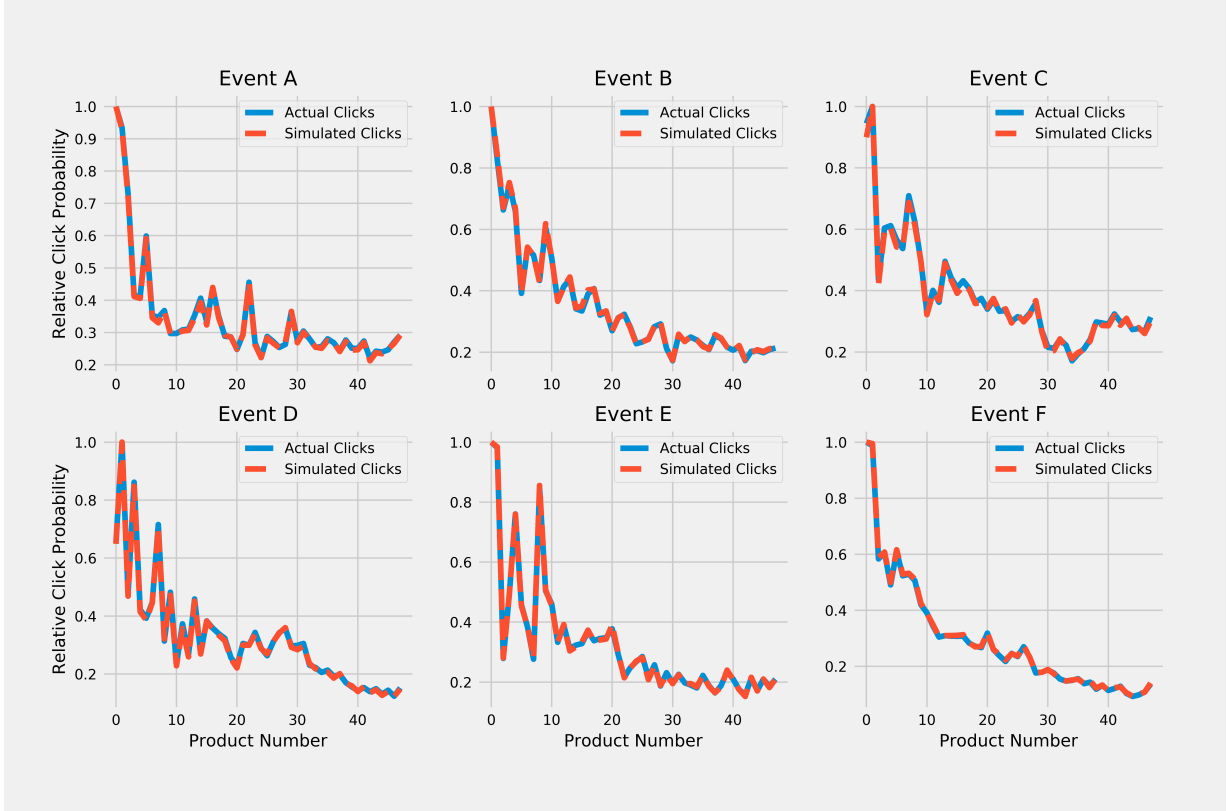 Event A
Event B
Event C
Relative Click Probability
1.0
0.9
0.8
0.7
0.6
0.5
0.4
0.3
0.2
0
10
20
30
40
Actual Clicks
Simulated Clicks
1.0
0.8
0.6
0.4
0.2
0
10
20
30
40
Actual Clicks
Simulated Clicks
1.0
0.8
0.6
0.4
0.2
0
10
20
30
40
Actual Clicks
Simulated Clicks
Event D
Event E
Event F
Relative Click Probability
1.0
0.8
0.6
0.4
0.2
0
10
20
30
40
Actual Clicks
Simulated Clicks
Product Number
1.0
0.8
0.6
0.4
0.2
0
10
20
30
40
Actual Clicks
Simulated Clicks
Product Number
1.0
0.8
0.6
0.4
0.2
0
10
20
30
40
Actual Clicks
Simulated Clicks
Product Number